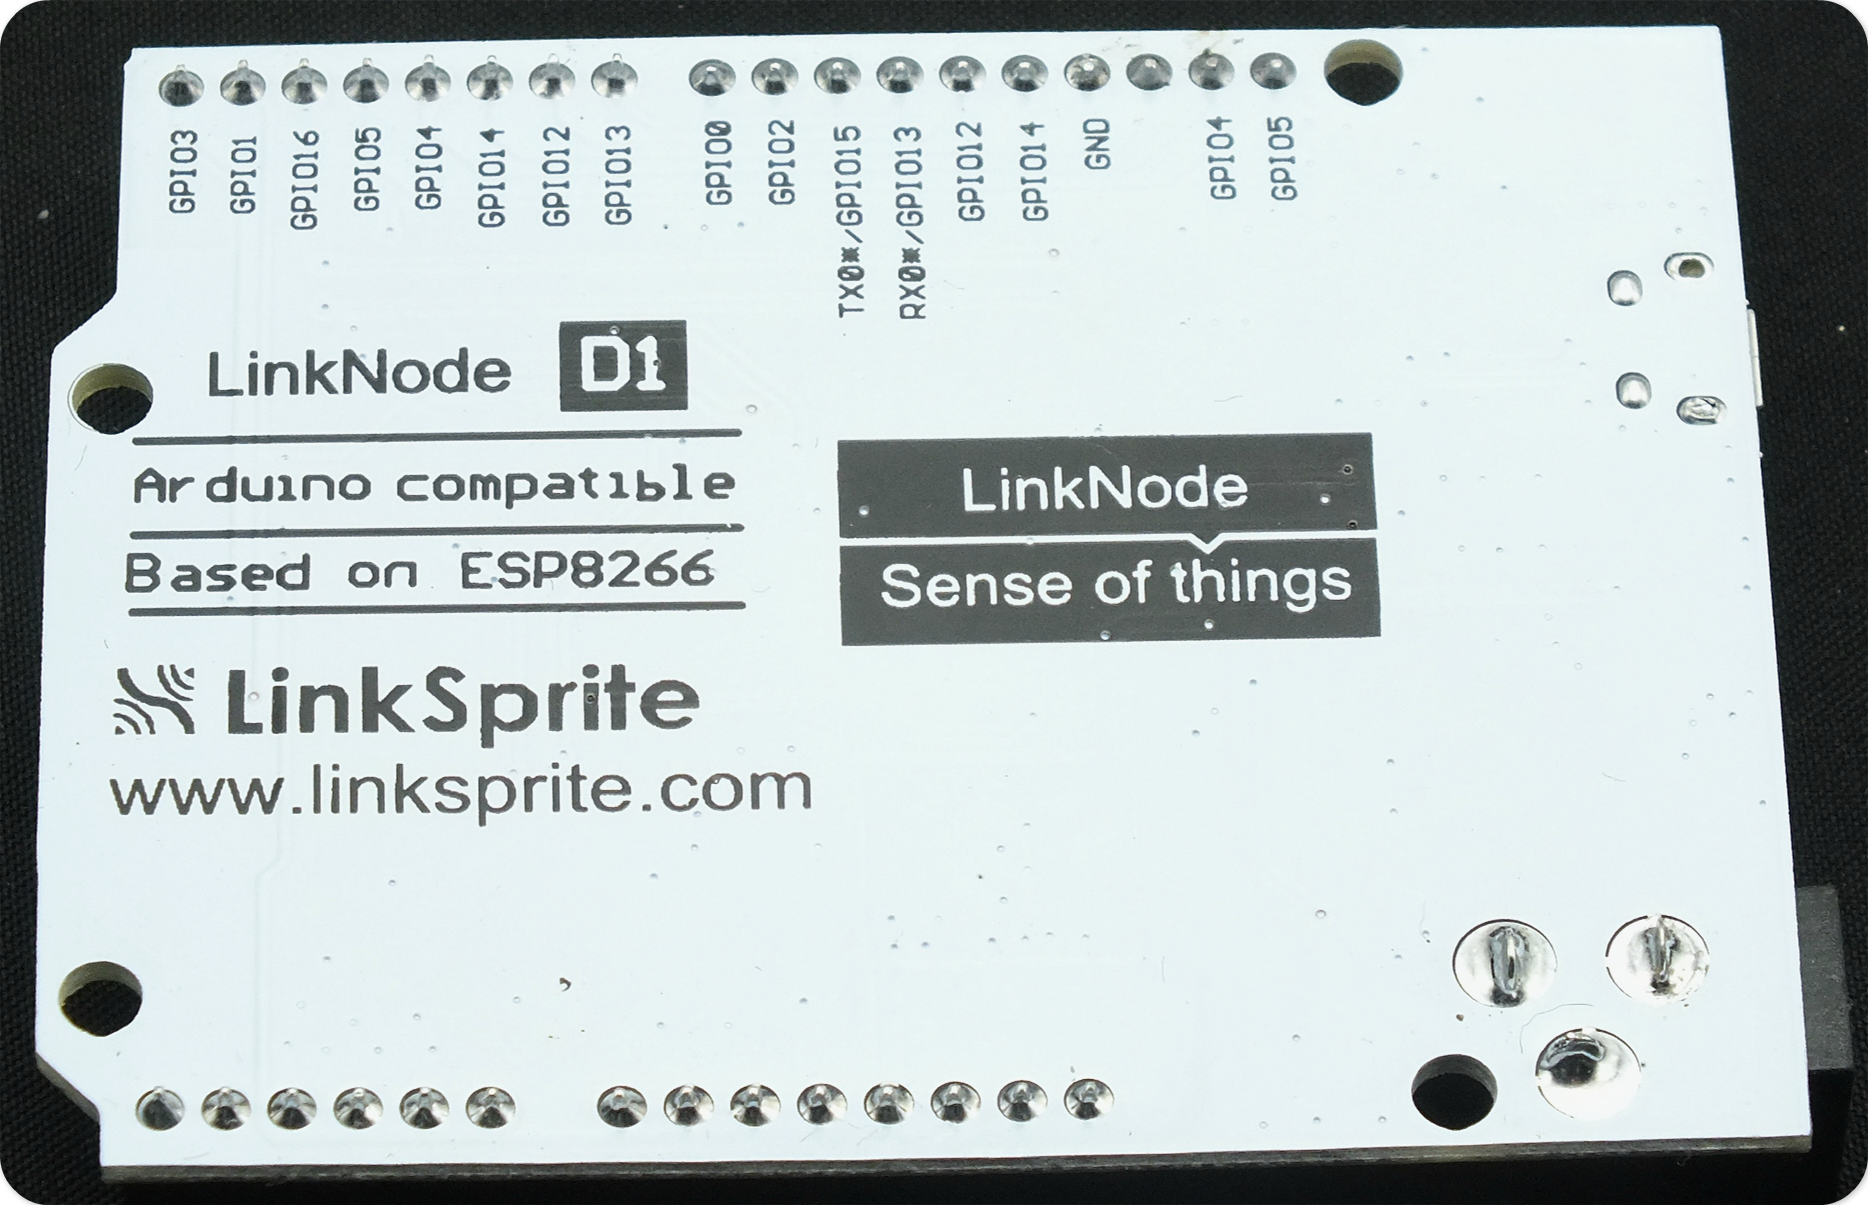 GPIO3
GPIO1
GPIO16
GPIO5
GPIO4
GPIO14
GPIO12
GPIO13
GPIO0
GPIO2
TX0*/GPIO15
RX0*/GPIO13
GPIO12
GPIO14
GND
GPIO4
GPIO5
LinkNode D1
Arduino compatible
Based on ESP8266
LinkSprite
www.linksprite.com
LinkNode
Sense of things